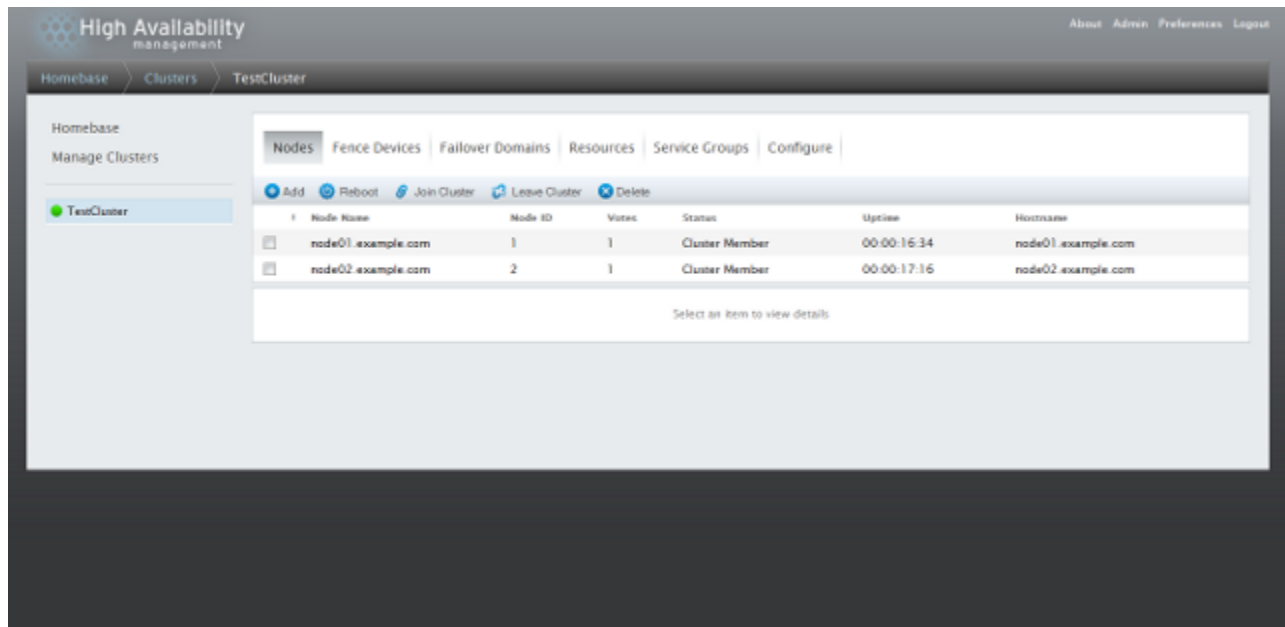 High Availability
management
About Admin Preferences Logout
Homebase Clusters TestCluster
Homebase
Manage Clusters
TestCluster
Nodes Fence Devices Failover Domains Resources Service Groups Configure
Add Reboot Join Cluster Leave Cluster Delete
Node Name Node ID Votes Status Uptime Hostname
node01.example.com 1 1 Cluster Member 00:00:16:34 node01.example.com
node02.example.com 2 1 Cluster Member 00:00:17:16 node02.example.com
Select an item to view details